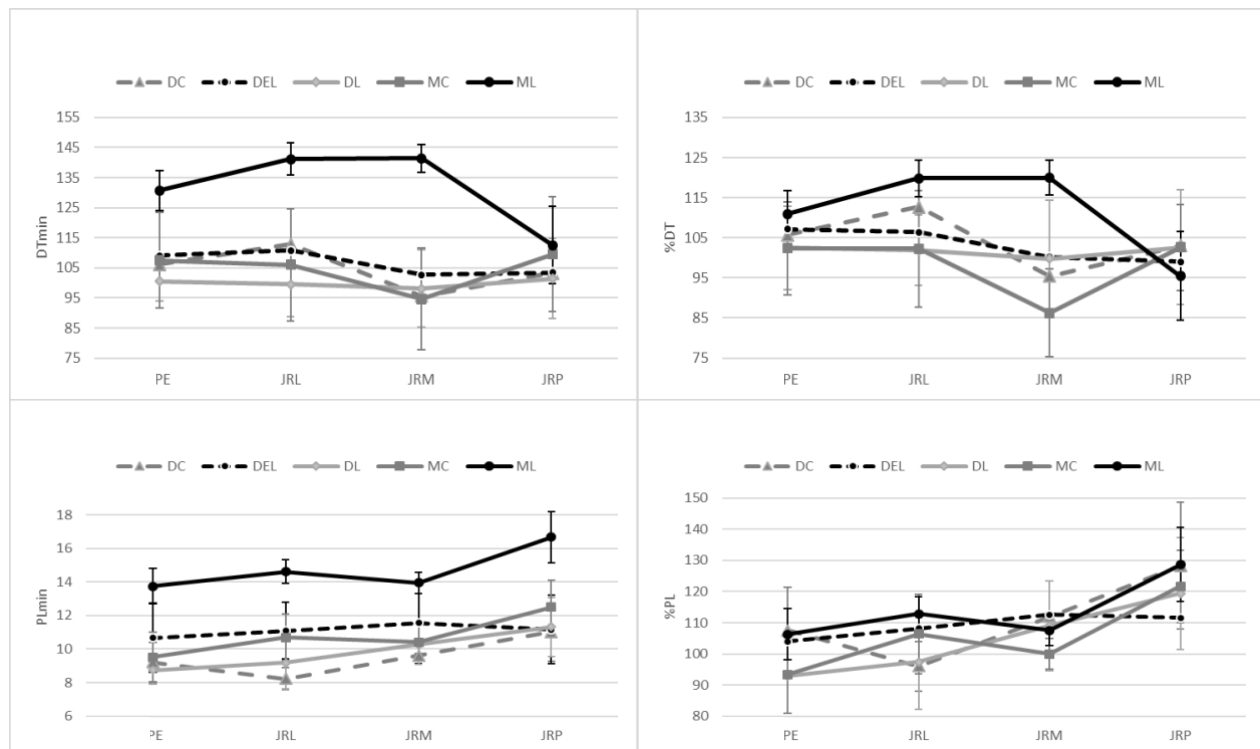 DC DEL DL MC ML
DTmin
155
145
135
125
115
105
95
85
75
PE JRL JRM JRP
DC DEL DL MC ML
%DT
135
125
115
105
95
85
75
PE JRL JRM JRP
DC DEL DL MC ML
PLmin
18
16
14
12
10
8
6
PE JRL JRM JRP
DC DEL DL MC ML
%PL
150
140
130
120
110
100
90
80
PE JRL JRM JRP